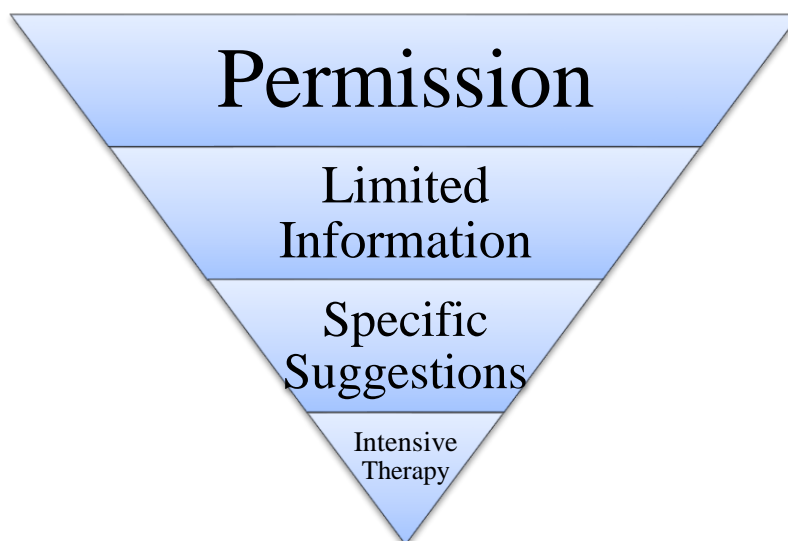 Permission
Limited
Information
Specific
Suggestions
Intensive
Therapy